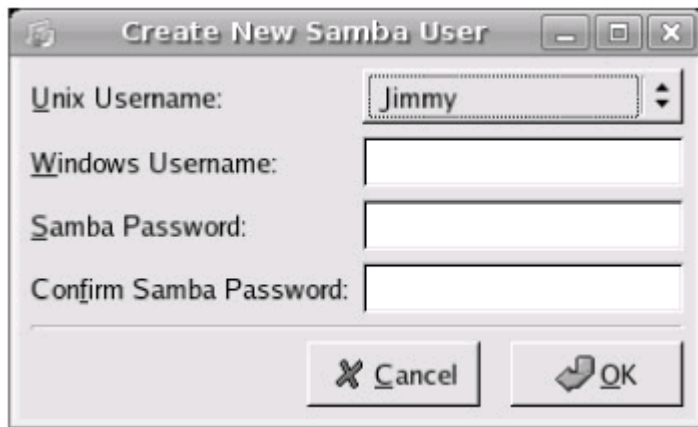 Create New Samba User
Unix Username: Jimmy
Windows Username:
Samba Password:
Confirm Samba Password:
Cancel OK